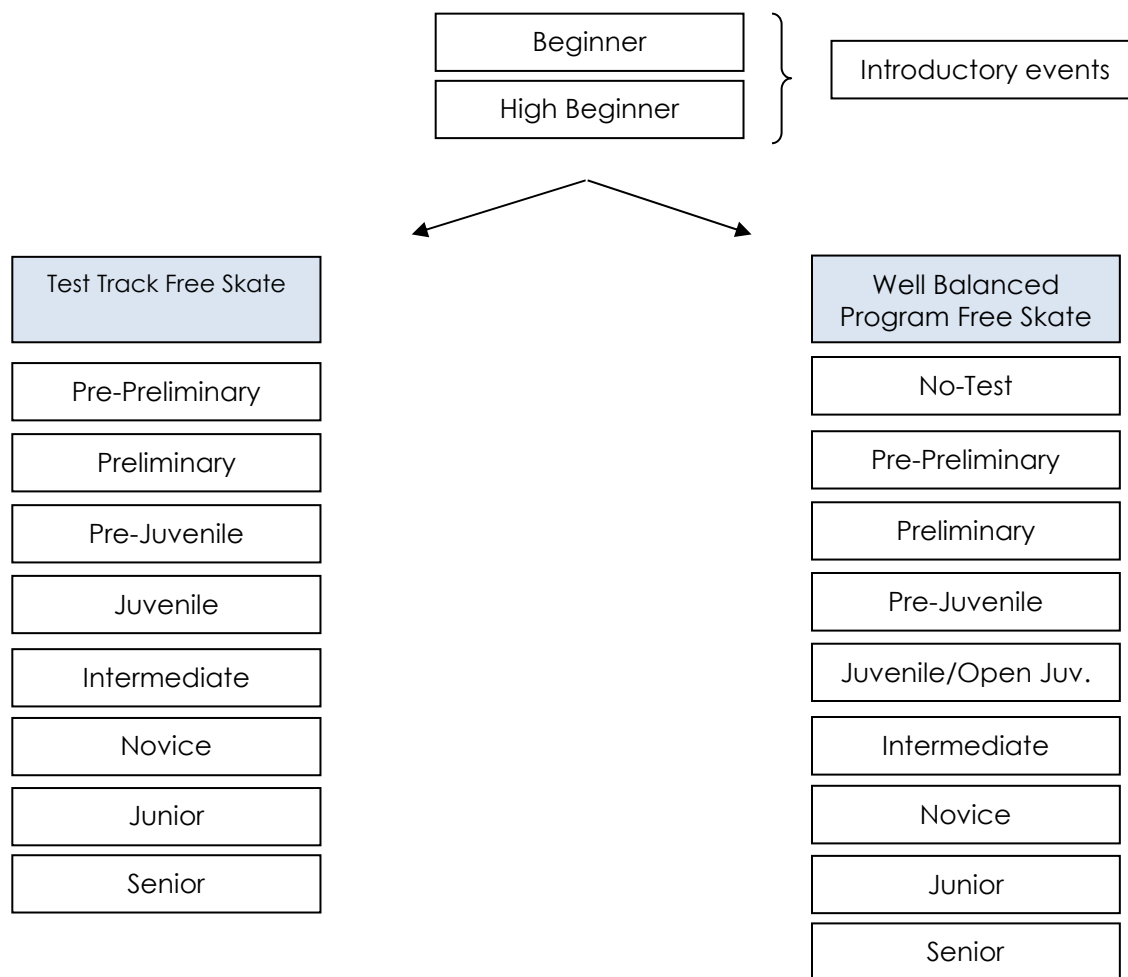 Beginner
High Beginner
Introductory events
Test Track Free Skate
Pre-Preliminary
Preliminary
Pre-Juvenile
Juvenile
Intermediate
Novice
Junior
Senior
Well Balanced
Program Free Skate
No-Test
Pre-Preliminary
Preliminary
Pre-Juvenile
Juvenile/Open Juv.
Intermediate
Novice
Junior
Senior